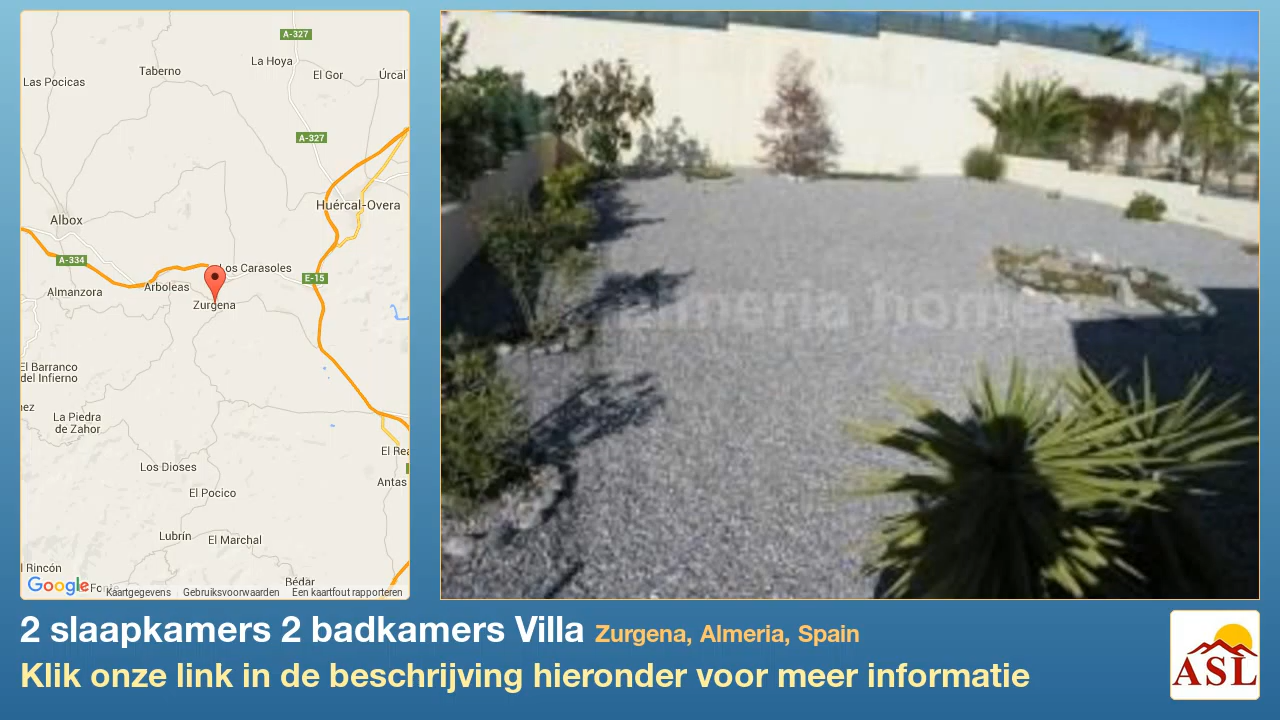 A-327
La Hoya
Taberno
El Gor
Úrcal
Las Pocicas
A-327
Huércal-Overa
Albox
A-334
Los Carasoles
E-15
Arboleas
Almanzora
Zurgena
El Barranco
del Infierno
La Piedra
de Zahor
El Rea
Los Dioses
Antas
El Pocico
Lubrín
El Marchal
l Rincón
Bédar
Google
Kaartgegevens
Gebruiksvoorwaarden
Een kaartfout rapporteren
almeria home
2 slaapkamers 2 badkamers Villa Zurgena, Almeria, Spain
Klik onze link in de beschrijving hieronder voor meer informatie
ASL